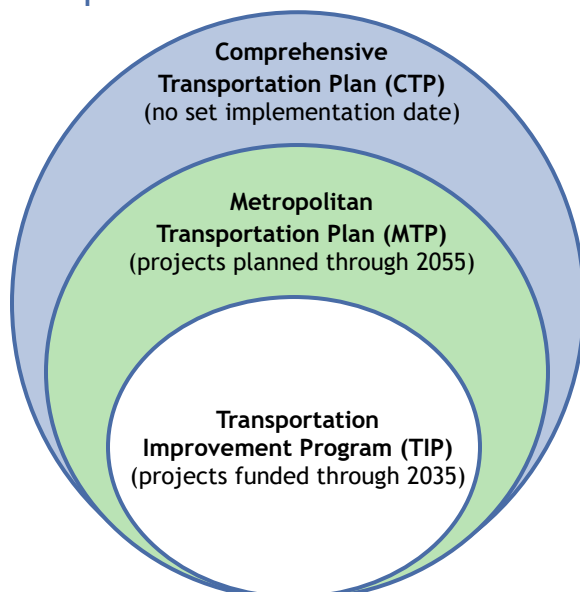 Comprehensive
Transportation Plan (CTP)
(no set implementation date)
Metropolitan
Transportation Plan (MTP)
(projects planned through 2055)
Transportation
Improvement Program (TIP)
(projects funded through 2035)